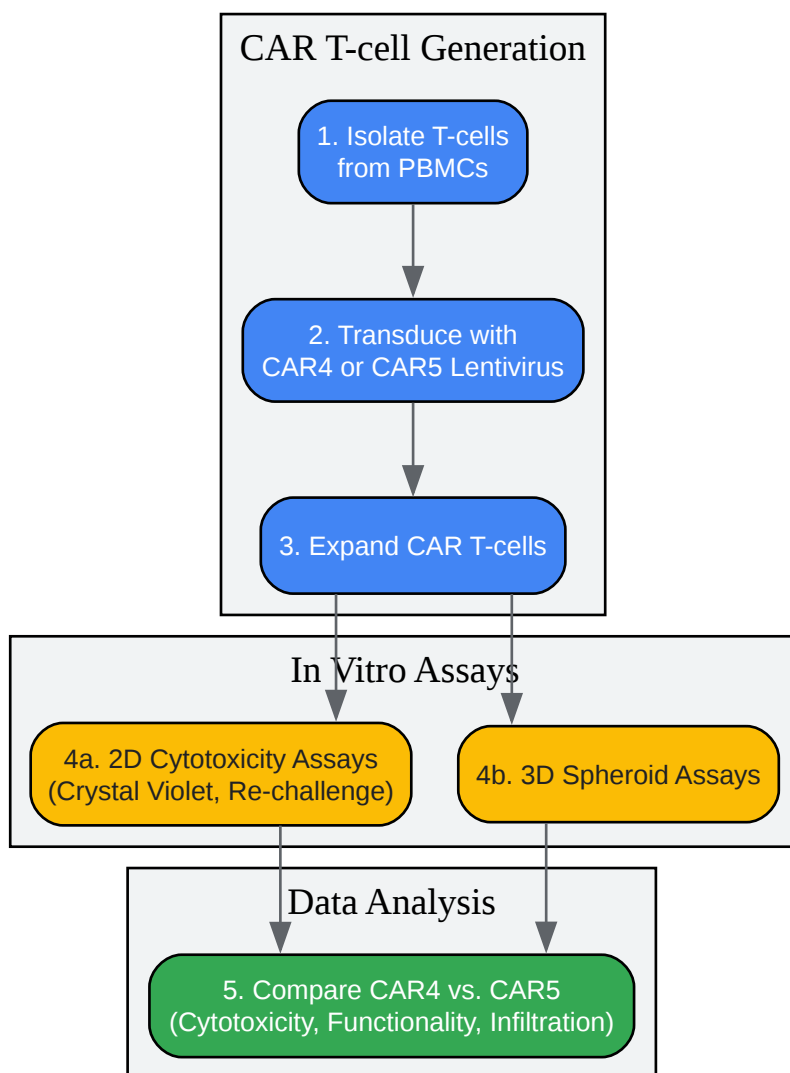 CAR T-cell Generation
1. Isolate T-cells
from PBMCs
2. Transduce with
CAR4 or CAR5 Lentivirus
3. Expand CAR T-cells
In Vitro Assays
4a. 2D Cytotoxicity Assays
(Crystal Violet, Re-challenge)
4b. 3D Spheroid Assays
Data Analysis
5. Compare CAR4 vs. CAR5
(Cytotoxicity, Functionality, Infiltration)